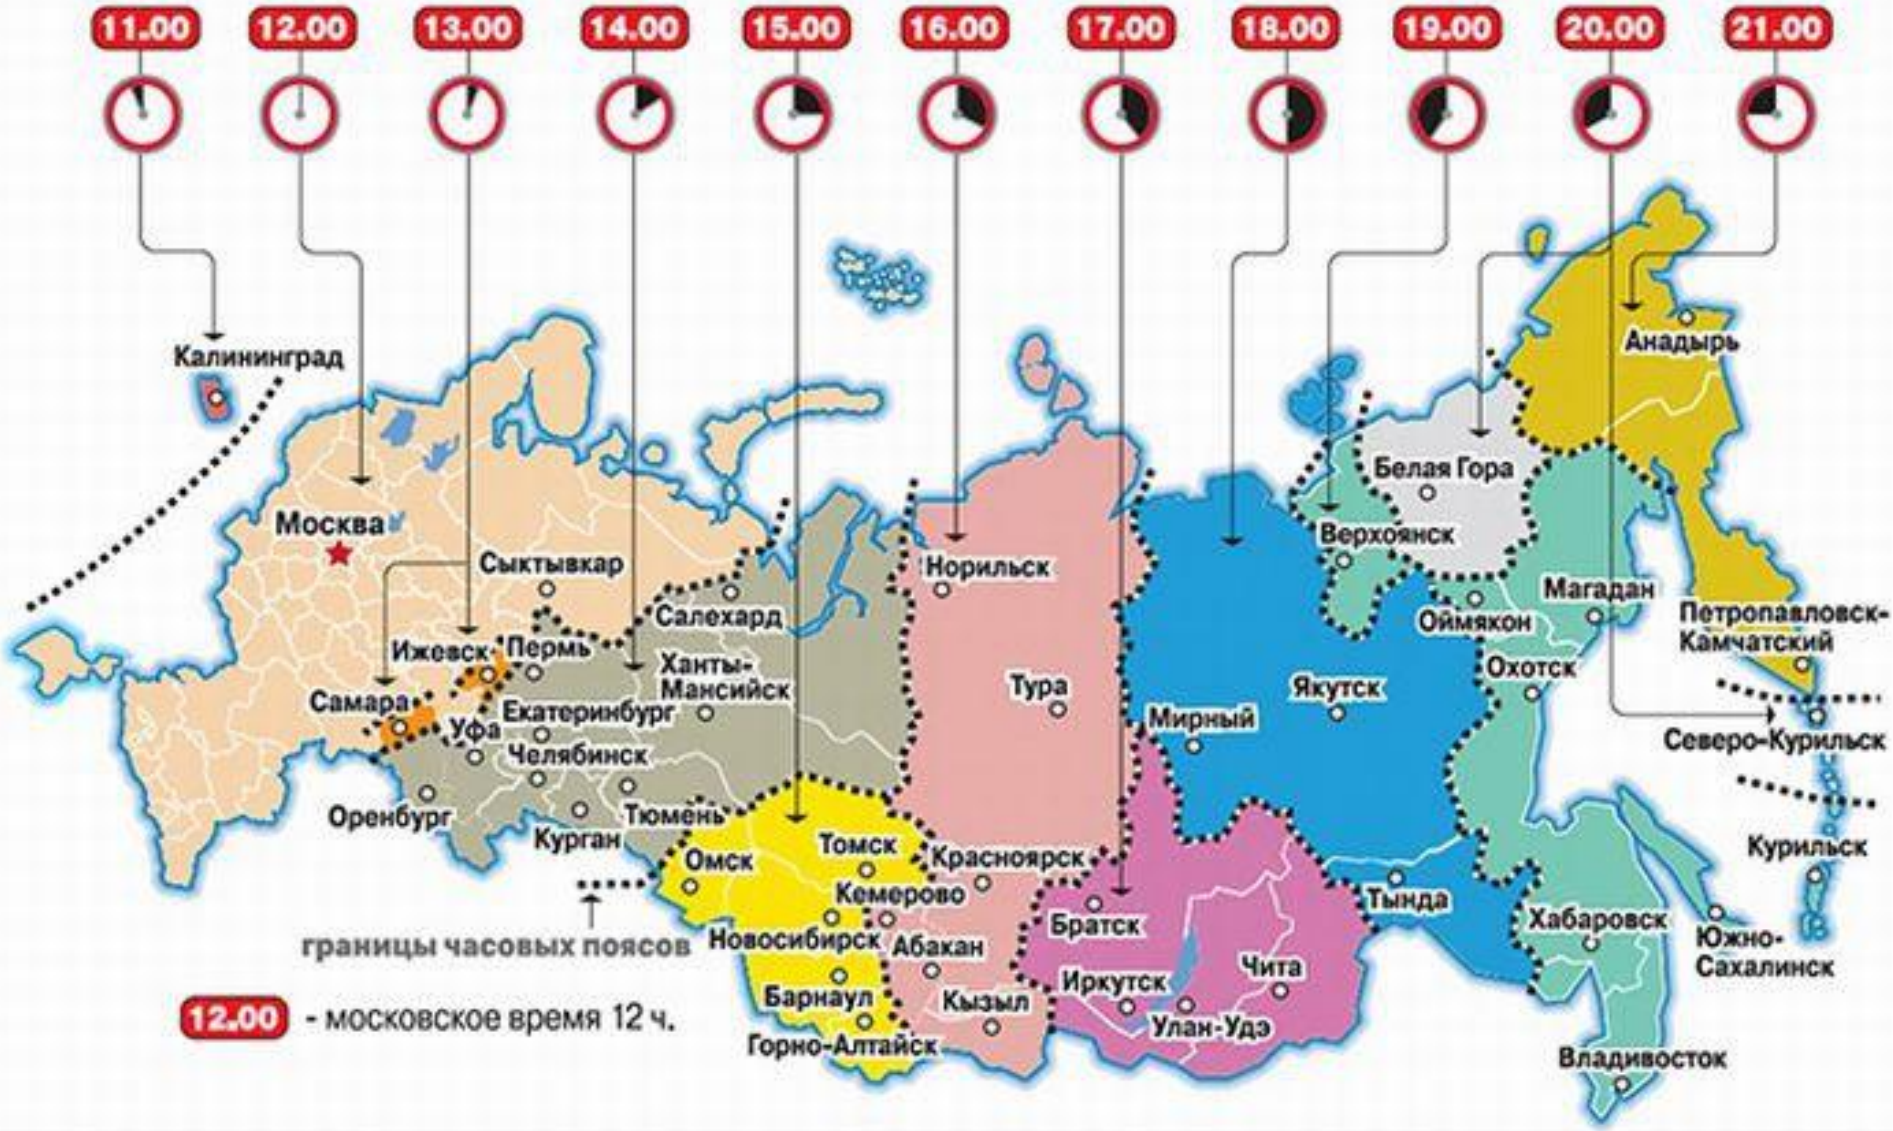 11.00 12.00 13.00 14.00 15.00 16.00 17.00 18.00 19.00 20.00 21.00
Калининград
Анадырь
Белая Гора
Москва
Верхоянск
Сыктывкар
Норильск
Салехард
Магадан
Оймякон
Петропавловск-
Камчатский
Ижевск
Пермь
Ханты-
Мансийск
Тура
Якутск
Охотск
Самара
Екатеринбург
Уфа
Мирный
Северо-Курильск
Челябинск
Оренбург
Тюмень
Курган
Омск
Томск
Красноярск
Курильск
Кемерово
Тында
Братск
Хабаровск
границы часовых поясов
Новосибирск
Абакан
Южно-
Сахалинск
Иркутск
Чита
Барнаул
Кызыл
Улан-Удэ
12.00 - московское время 12 ч.
Горно-Алтайск
Владивосток